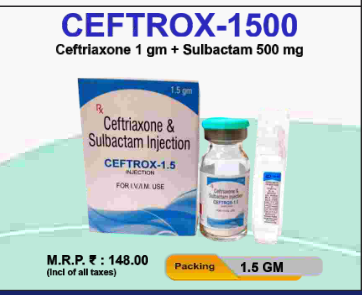 CEFTROX-1500
Ceftriaxone 1 gm + Sulbactam 500 mg
1.5 gm
Rx
Ceftriaxone &
Sulbactam Injection
CEFTROX-1.5
INJECTION
FOR I.V./I.M. USE
Ceftriaxone &
Sulbactam Injection
CEFTROX-1.5
M.R.P. ₹ : 148.00
(Incl of all taxes)
Packing
1.5 GM